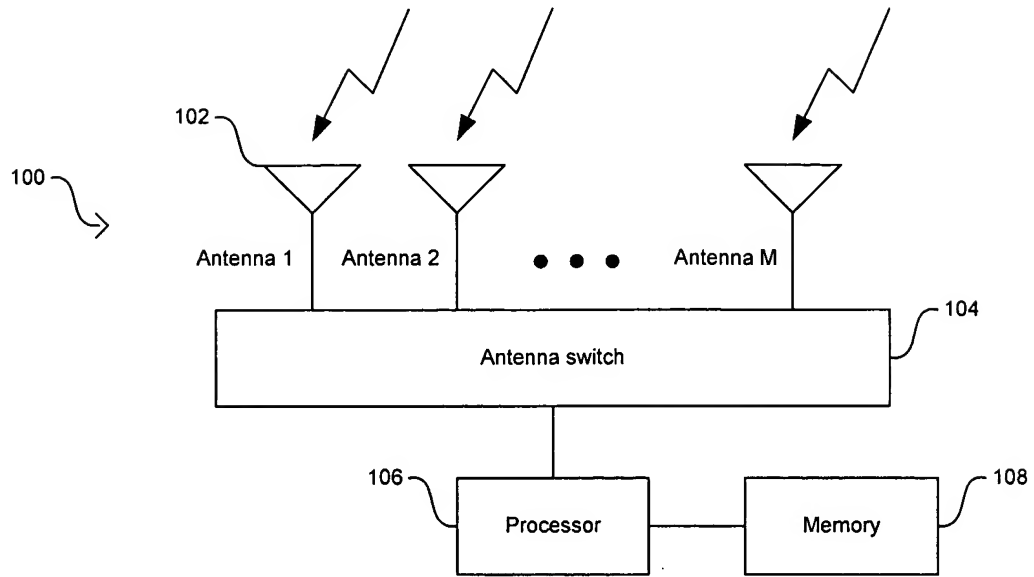 102
100
Antenna 1
Antenna 2
Antenna M
104
Antenna switch
106
108
Processor
Memory